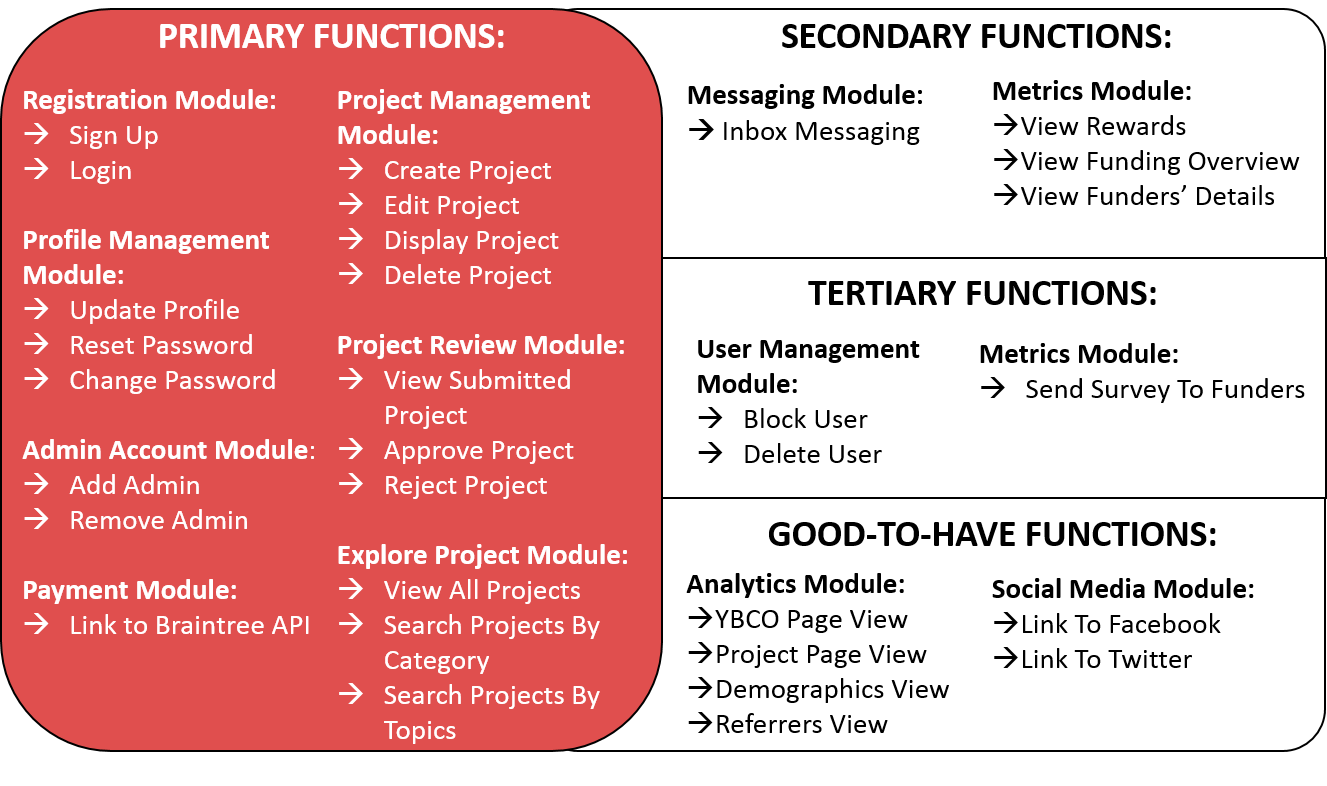 PRIMARY FUNCTIONS:
Registration Module:
→ Sign Up
→ Login
Profile Management
Module:
→ Update Profile
→ Reset Password
→ Change Password
Admin Account Module:
→ Add Admin
→ Remove Admin
Payment Module:
→ Link to Braintree API
Project Management
Module:
→ Create Project
→ Edit Project
→ Display Project
→ Delete Project
Project Review Module:
→ View Submitted
Project
→ Approve Project
→ Reject Project
Explore Project Module:
→ View All Projects
→ Search Projects By
Category
→ Search Projects By
Topics
SECONDARY FUNCTIONS:
Messaging Module:
→ Inbox Messaging
Metrics Module:
→View Rewards
→View Funding Overview
→View Funders’ Details
TERTIARY FUNCTIONS:
User Management
Module:
→ Block User
→ Delete User
Metrics Module:
→ Send Survey To Funders
GOOD-TO-HAVE FUNCTIONS:
Analytics Module:
→YBCO Page View
→Project Page View
→Demographics View
→Referrers View
Social Media Module:
→Link To Facebook
→Link To Twitter